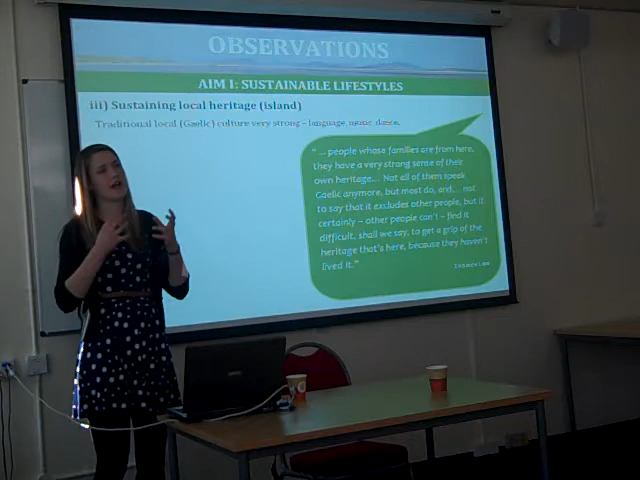 OBSERVATIONS
AIM I: SUSTAINABLE LIFESTYLES
iii) Sustaining local heritage (island)
Traditional local (Gaelic) culture very strong – language, music, dance,
" ... people whose families are from here,
they have a very strong sense of their
own heritage... Not all of them speak
Gaelic anymore, but most do, and... not
to say that it excludes other people, but it
certainly – other people can't – find it
difficult, shall we say, to get a grip of the
heritage that's here, because they haven't
lived it."
Interview